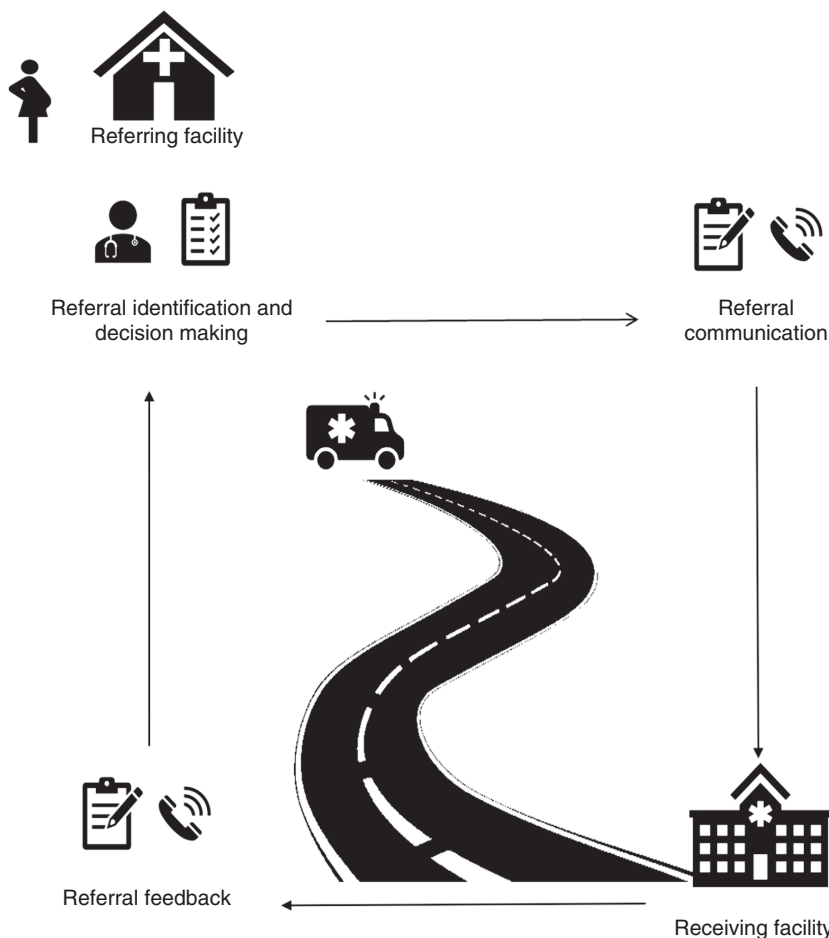 Referring facility
Referral identification and
decision making
Referral
communication
Referral feedback
Receiving facility